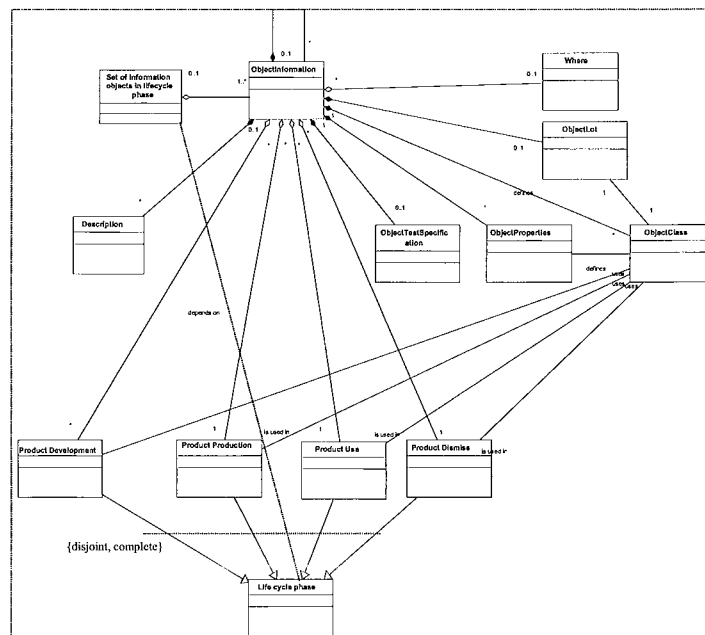 0..1
*
Set of Information
objects in lifecycle
phase
0..1
1..*
ObjectInformation
*
0..1
Where
ObjectLot
0..1
0..1
*
defines
1
1
Description
ObjectTestSpecific
ation
0..1
ObjectProperties
*
*
ObjectClass
defines
uses
uses
uses
depends on
*
1
1
1
is used in
is used in
is used in
Product Development
Product Production
Product Use
Product Dismiss
{disjoint, complete}
Life cycle phase